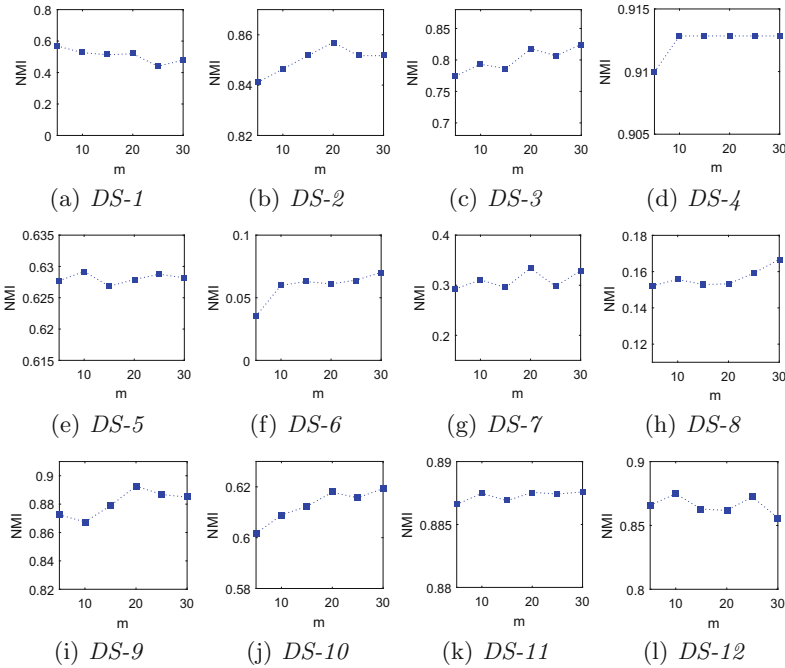 0.8
0.6
0.4
0.2
0
NMI
10 20 30
m
(a) DS-1
0.86
0.84
0.82
NMI
10 20 30
m
(b) DS-2
0.85
0.8
0.75
0.7
NMI
10 20 30
m
(c) DS-3
0.915
0.91
0.905
NMI
10 20 30
m
(d) DS-4
0.635
0.63
0.625
0.62
0.615
NMI
10 20 30
m
(e) DS-5
0.1
0.05
0
NMI
10 20 30
m
(f) DS-6
0.4
0.3
0.2
NMI
10 20 30
m
(g) DS-7
0.18
0.16
0.14
0.12
NMI
10 20 30
m
(h) DS-8
0.9
0.88
0.86
0.84
0.82
NMI
10 20 30
m
(i) DS-9
0.62
0.6
0.58
NMI
10 20 30
m
(j) DS-10
0.89
0.885
0.88
NMI
10 20 30
m
(k) DS-11
0.9
0.85
0.8
NMI
10 20 30
m
(l) DS-12